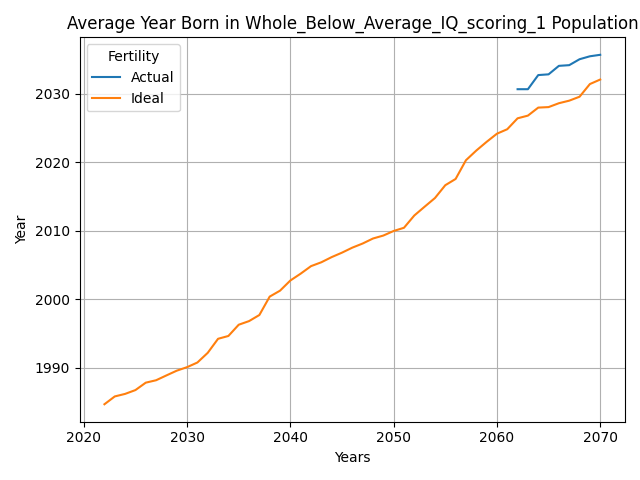 Average Year Born in Whole_Below_Average_IQ_scoring_1 Population
Fertility
Actual
Ideal
Year
2030
2020
2010
2000
1990
2020 2030 2040 2050 2060 2070
Years